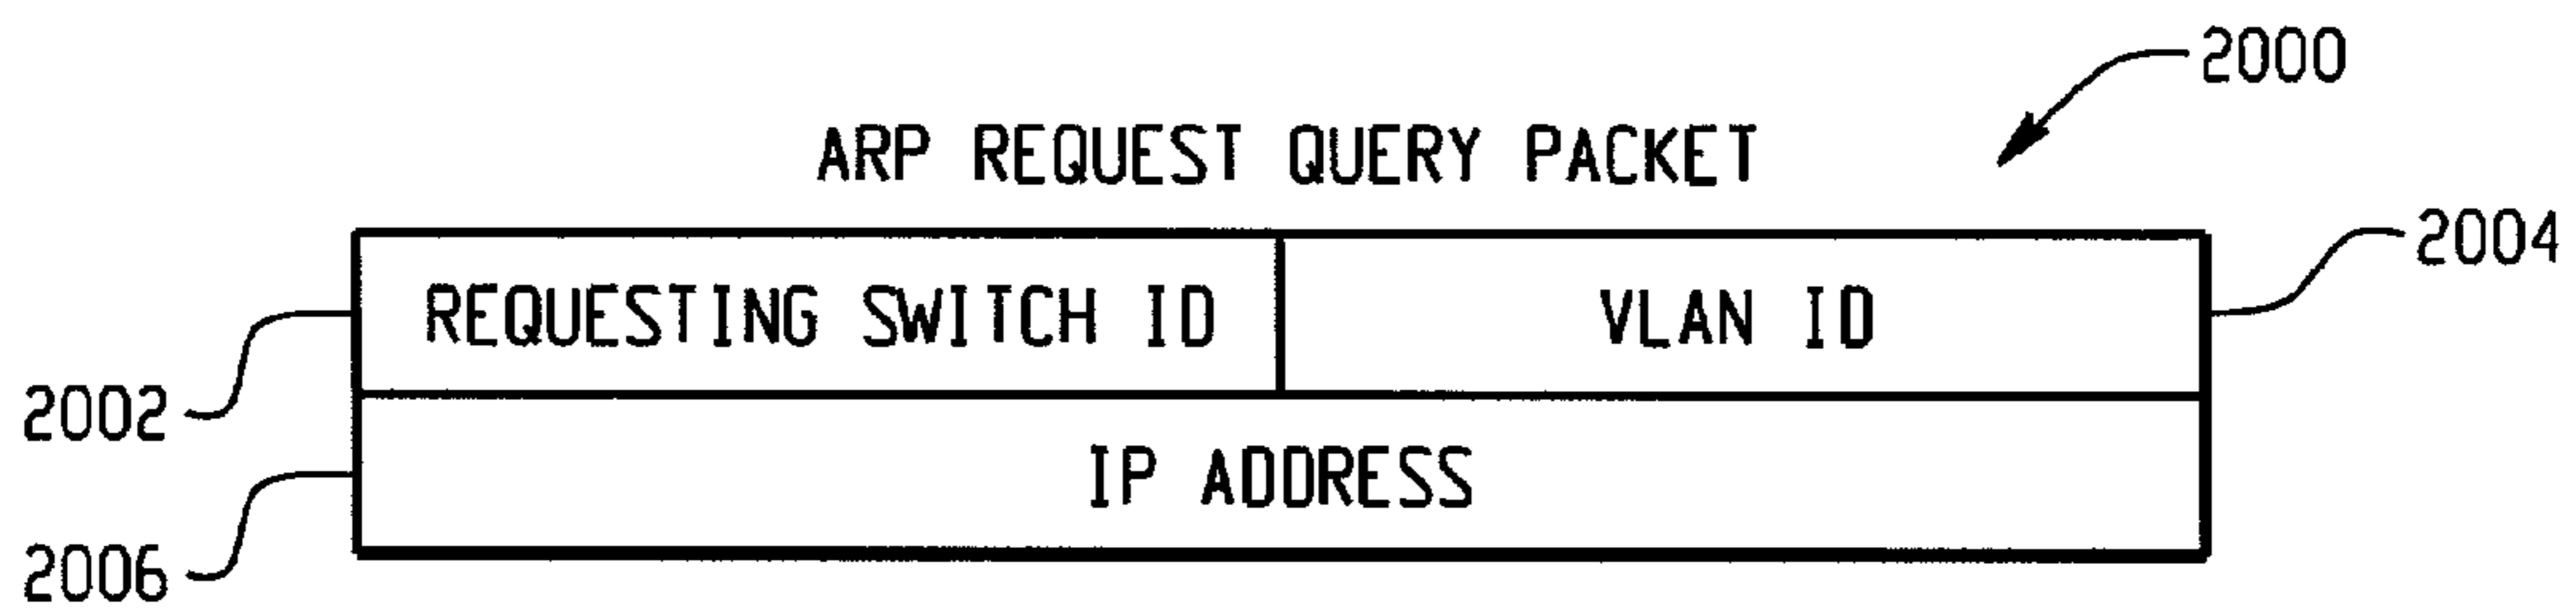 2000
ARP REQUEST QUERY PACKET
2004
REQUESTING SWITCH ID VLAN ID
2002
IP ADDRESS
2006